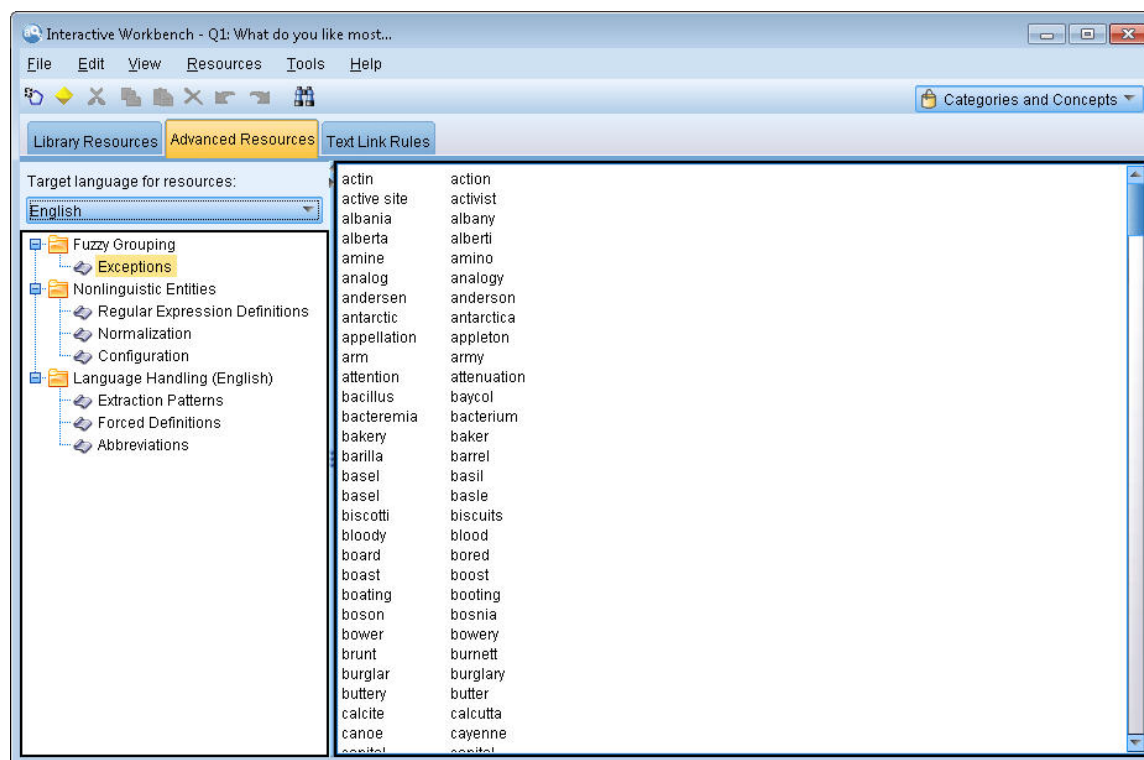 Interactive Workbench - Q1: What do you like most...
File Edit View Resources Tools Help
Categories and Concepts
Library Resources Advanced Resources Text Link Rules
Target language for resources:
English
Fuzzy Grouping
Exceptions
Nonlinguistic Entities
Regular Expression Definitions
Normalization
Configuration
Language Handling (English)
Extraction Patterns
Forced Definitions
Abbreviations
actin action
active site activist
albania albany
alberta alberti
amine amino
analog analogy
andersen anderson
antarctic antarctica
appellation appleton
arm army
attention attenuation
bacillus baycol
bacteremia bacterium
bakery baker
barilla barrel
basel basil
basel basle
biscotti biscuits
bloody blood
board bored
boast boost
boating booting
boson bosnia
bower bowery
brunt burnett
burglar burglary
buttery butter
calcite calcutta
canoe cayenne